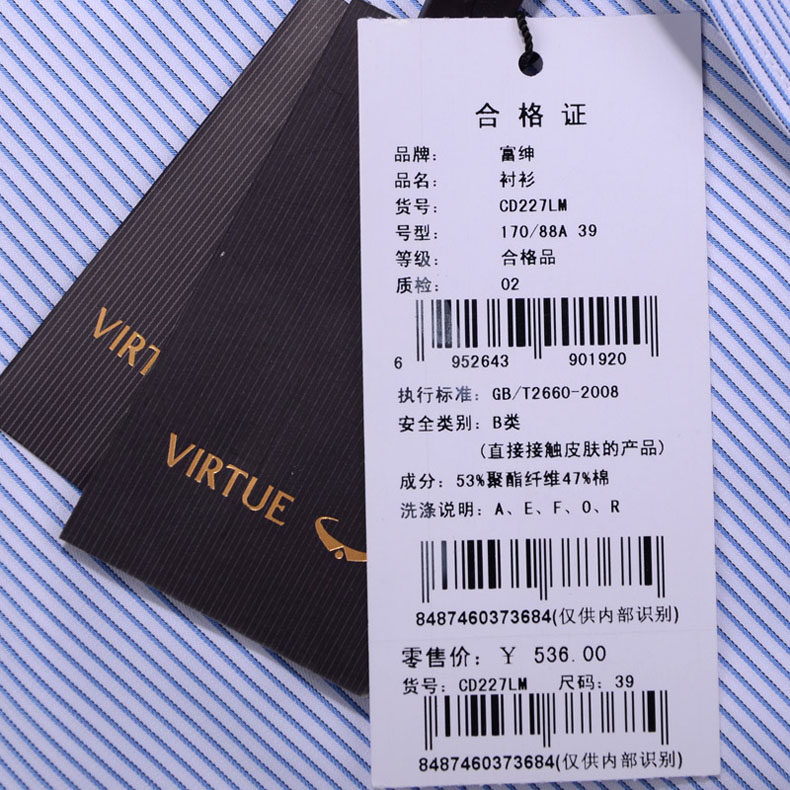 合格证
品牌： 富绅
品名： 衬衫
货号： CD227LM
号型： 170/88A 39
等级： 合格品
质检： 02
6 952643 901920
执行标准：GB/T2660-2008
安全类别：B类
(直接接触皮肤的产品)
成分：53%聚酯纤维47%棉
洗涤说明：A、E、F、O、R
8487460373684(仅供内部识别)
零售价：￥ 536.00
货号：CD227LM 尺码：39
8487460373684(仅供内部识别)
VIRT
VIRTUE